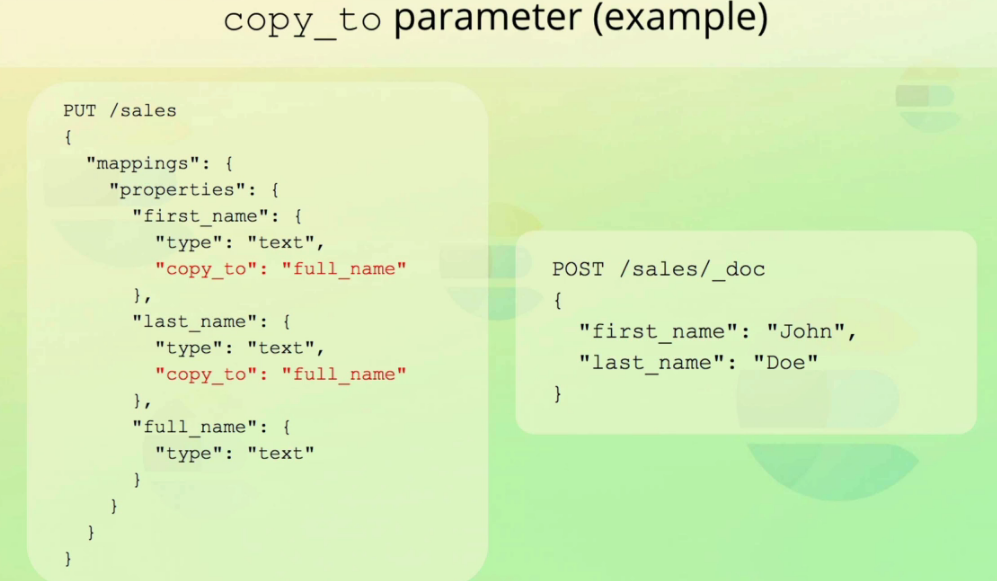 copy_to parameter (example)
PUT /sales
{
  "mappings": {
    "properties": {
      "first_name": {
        "type": "text",
        "copy_to": "full_name"
      },
      "last_name": {
        "type": "text",
        "copy_to": "full_name"
      },
      "full_name": {
        "type": "text"
      }
    }
  }
}
POST /sales/_doc
{
  "first_name": "John",
  "last_name": "Doe"
}